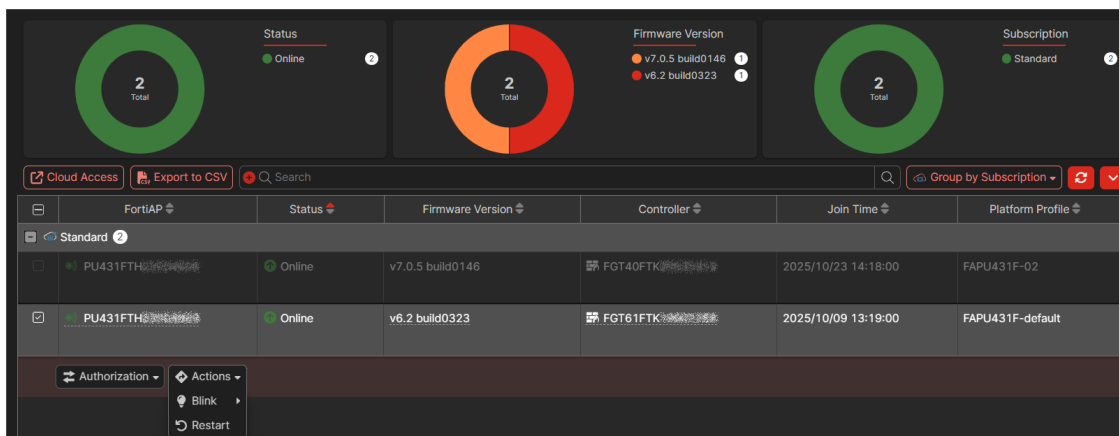 Status
Online 2
2
Total
Firmware Version
v7.0.5 build0146 1
v6.2 build0323 1
2
Total
Subscription
Standard 2
2
Total
Cloud Access
CSV
Export to CSV
Search
Group by Subscription
FortiAP Status Firmware Version Controller Join Time Platform Profile
Standard 2
PU431FTH Online v7.0.5 build0146 FGT40FTK 2025/10/23 14:18:00 FAPU431F-02
PU431FTH Online v6.2 build0323 FGT61FTK 2025/10/09 13:19:00 FAPU431F-default
Authorization Actions
Blink
Restart